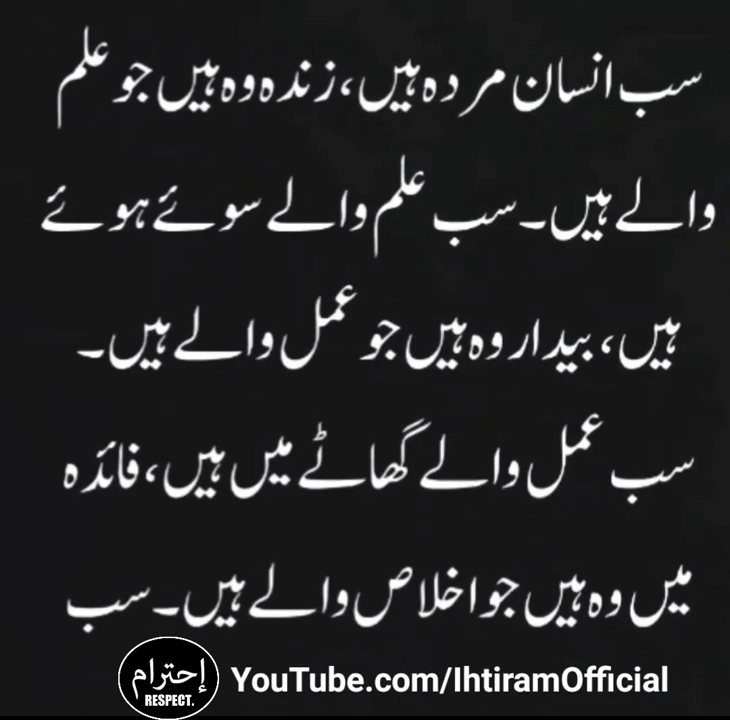 سب انسان مردہ ہیں، زندہ وہ ہیں جو علم
والے ہیں۔ سب علم والے سوئے ہوئے
ہیں، بیدار وہ ہیں جو عمل والے ہیں۔
سب عمل والے گھاٹے میں ہیں، فائدہ
میں وہ ہیں جو اخلاص والے ہیں۔ سب
إحترام
RESPECT.
YouTube.com/IhtiramOfficial